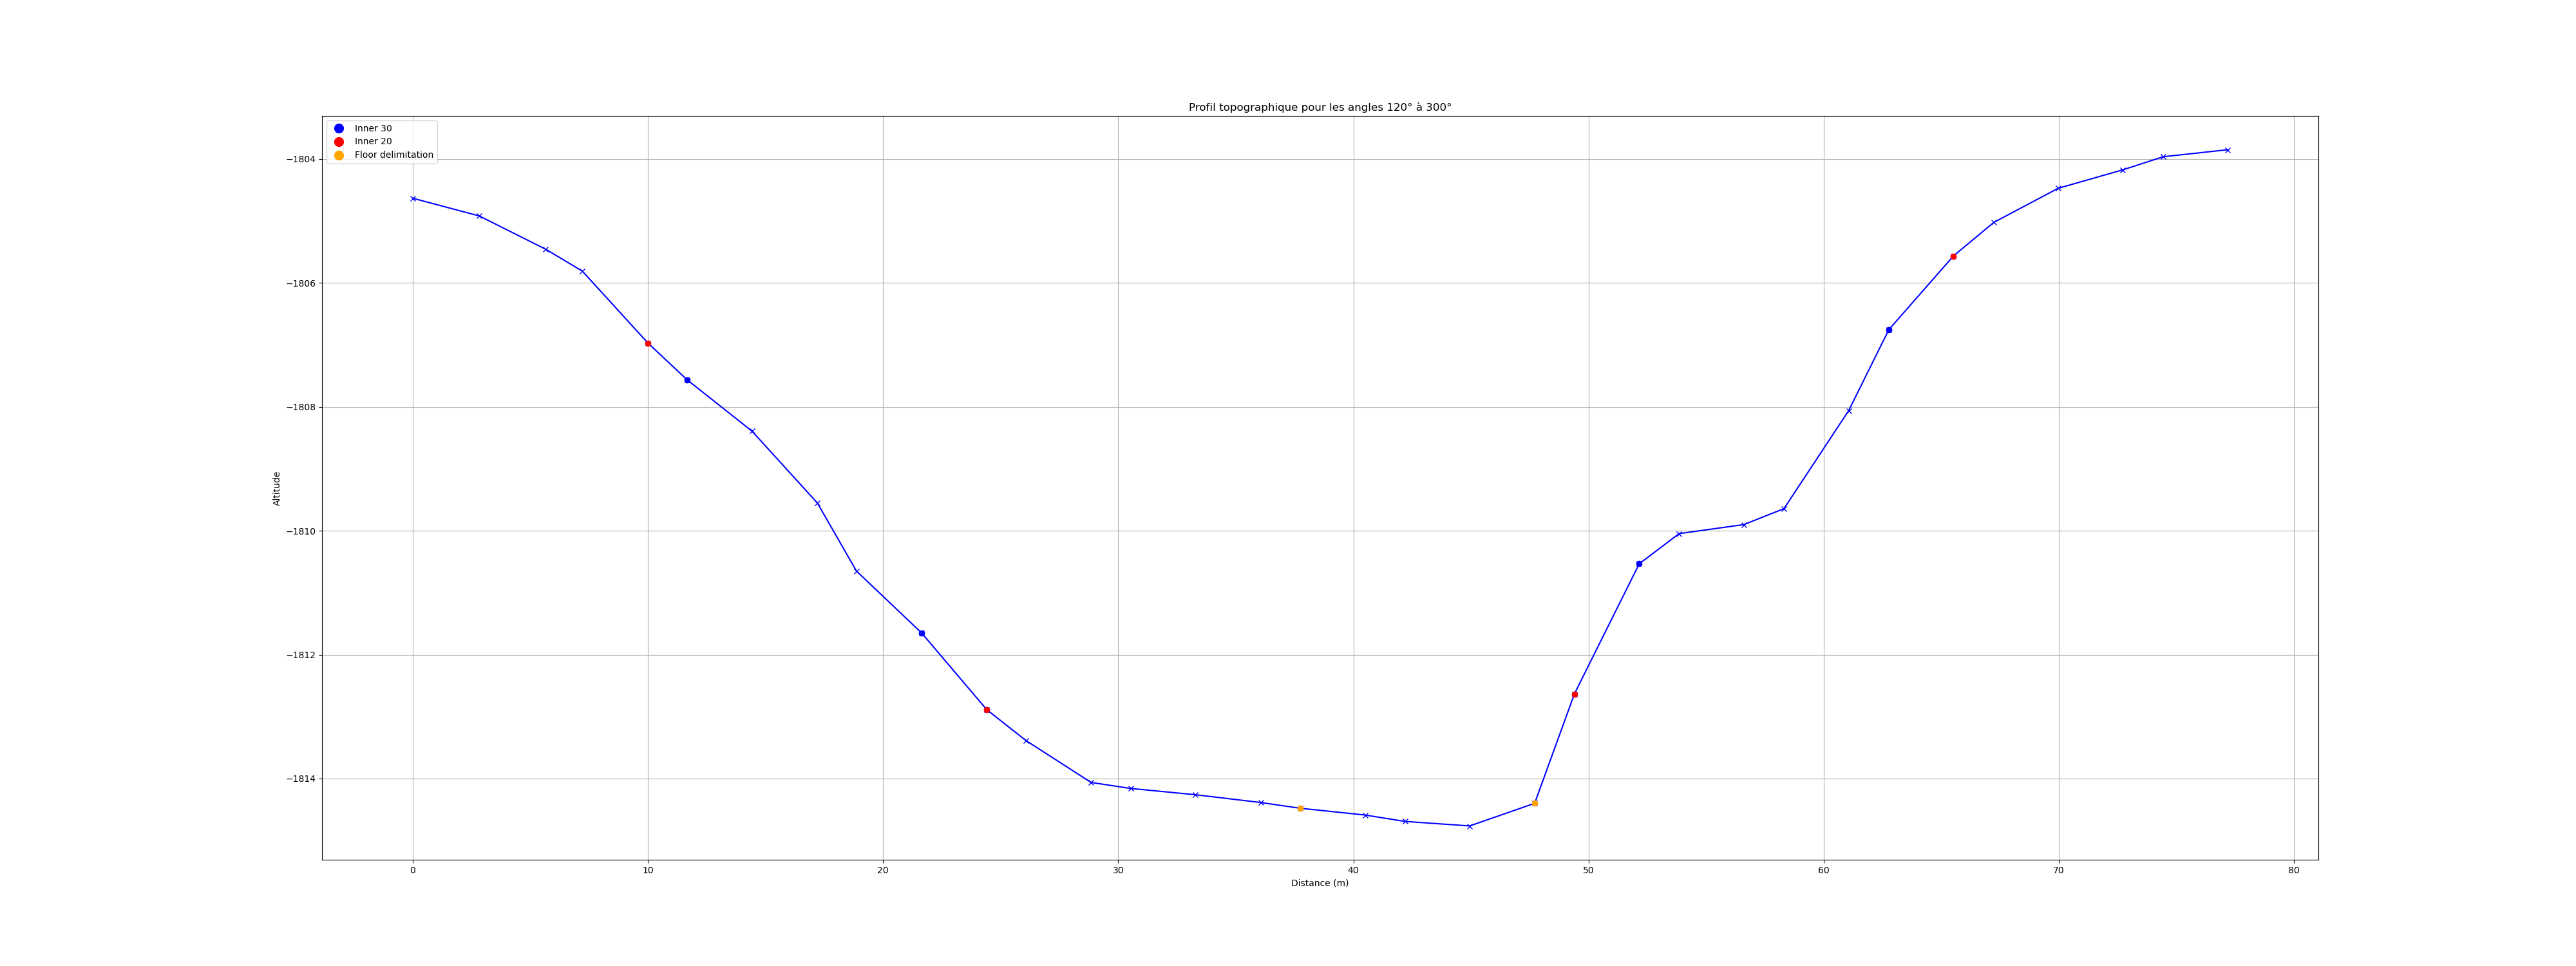 Profil topographique pour les angles 120° à 300°
Inner 30
Inner 20
Floor delimitation
−1804
−1806
−1808
−1810
−1812
−1814
Altitude
0 10 20 30 40 50 60 70 80
Distance (m)